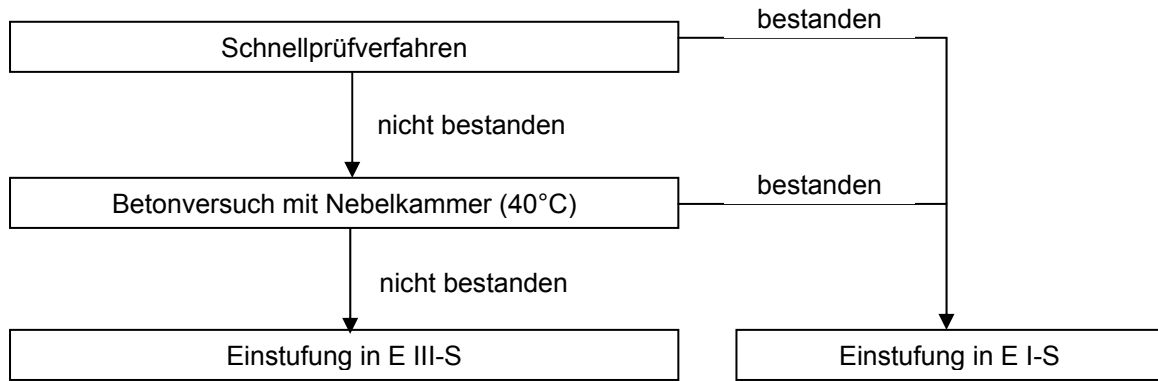 bestanden
Schnellprüfverfahren
nicht bestanden
bestanden
Betonversuch mit Nebelkammer (40°C)
nicht bestanden
Einstufung in E III-S
Einstufung in E I-S